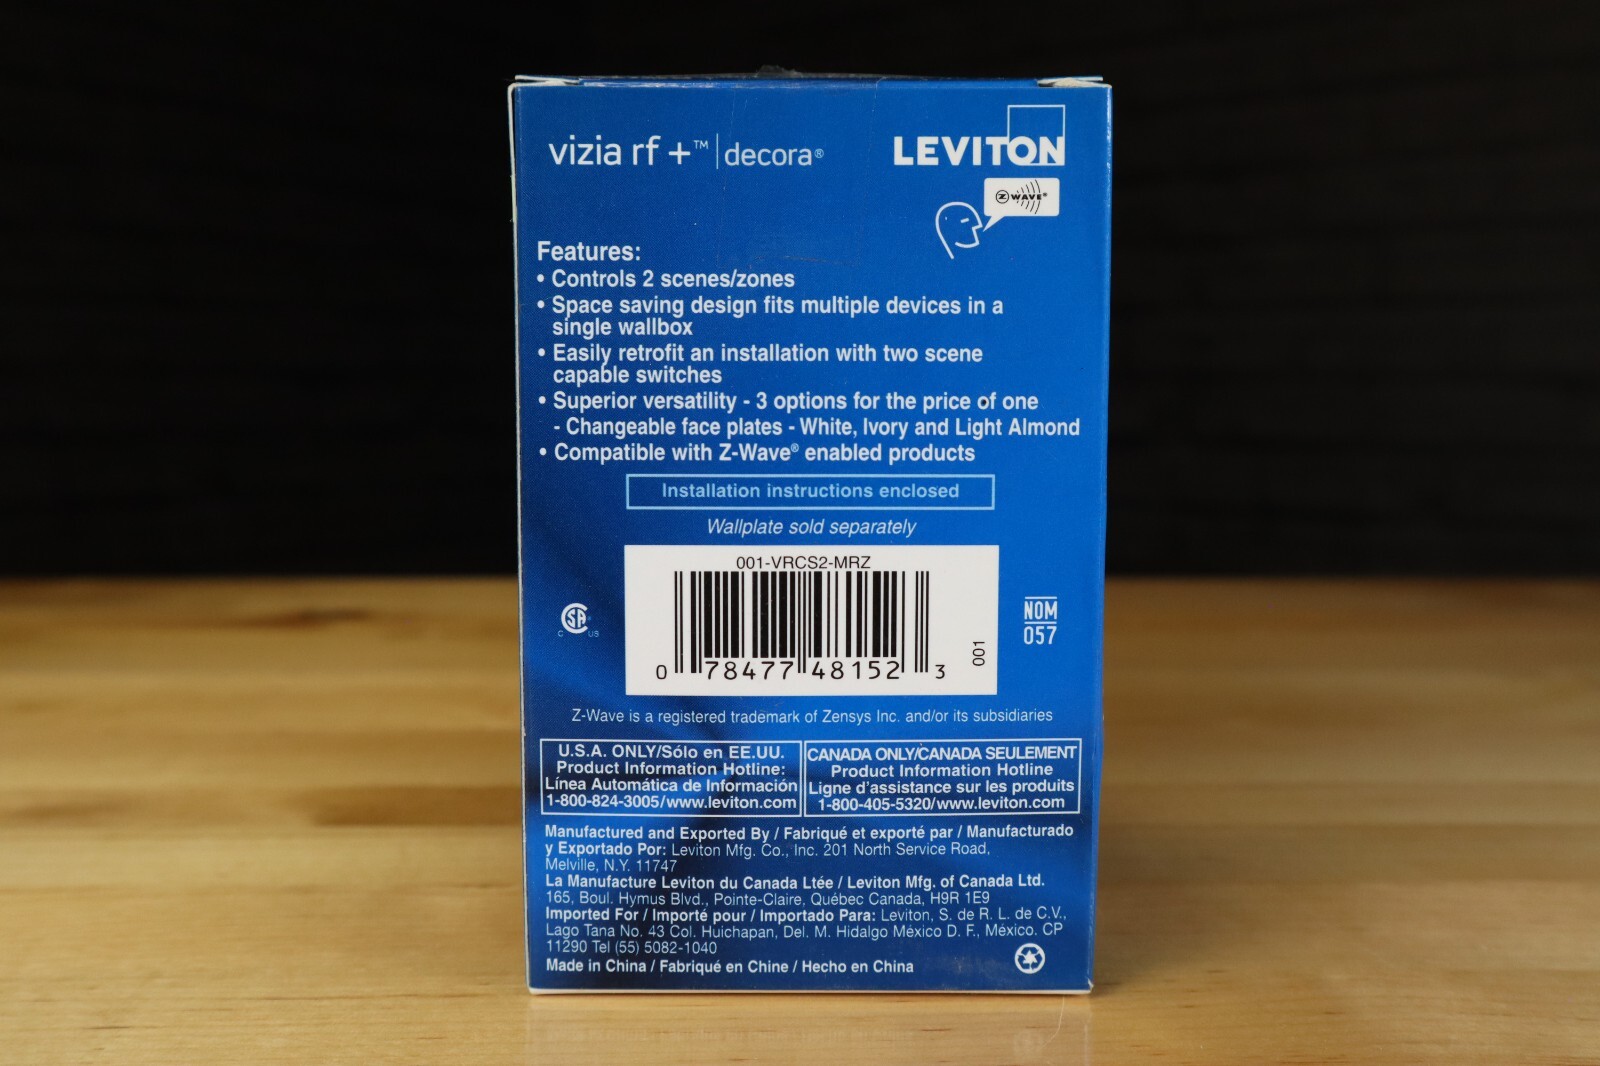 vizia rf +™ | decora®
LEVITON
Z WAVE®
Features:
• Controls 2 scenes/zones
• Space saving design fits multiple devices in a
single wallbox
• Easily retrofit an installation with two scene
capable switches
• Superior versatility - 3 options for the price of one
- Changeable face plates - White, Ivory and Light Almond
• Compatible with Z-Wave® enabled products
Installation instructions enclosed
Wallplate sold separately
001-VRCS2-MRZ
0 78477 48152 3
001
CSA®
C US
NOM
057
Z-Wave is a registered trademark of Zensys Inc. and/or its subsidiaries
U.S.A. ONLY/Sólo en EE.UU.
Product Information Hotline:
Línea Automática de Información
1-800-824-3005/www.leviton.com
CANADA ONLY/CANADA SEULEMENT
Product Information Hotline
Ligne d'assistance sur les produits
1-800-405-5320/www.leviton.com
Manufactured and Exported By / Fabriqué et exporté par / Manufacturado
y Exportado Por: Leviton Mfg. Co., Inc. 201 North Service Road,
Melville, N.Y. 11747
La Manufacture Leviton du Canada Ltée / Leviton Mfg. of Canada Ltd.
165, Boul. Hymus Blvd., Pointe-Claire, Québec Canada, H9R 1E9
Imported For / Importé pour / Importado Para: Leviton, S. de R. L. de C.V.,
Lago Tana No. 43 Col. Huichapan, Del. M. Hidalgo México D. F., México. CP
11290 Tel (55) 5082-1040
Made in China / Fabriqué en Chine / Hecho en China